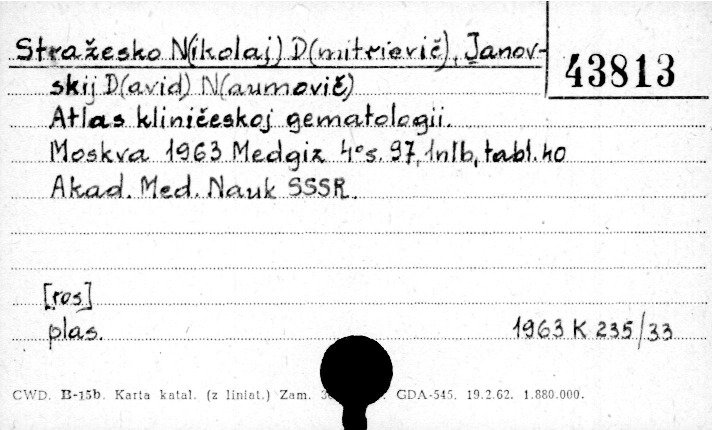 Stražesko N(ikolaj) D(mitrievič), Janov-
skij D(avid) N(aumovič)
43813
Atlas kliničeskoj gematologii.
Moskva 1963 Medgiz 4° s. 97, 1nlb, tabl. 40
Akad. Med. Nauk SSSR.
[ros]
plas.
1963 K 235/33
CWD. B-15b. Karta katal. (z liniat.) Zam. GDA-545. 19.2.62. 1.880.000.